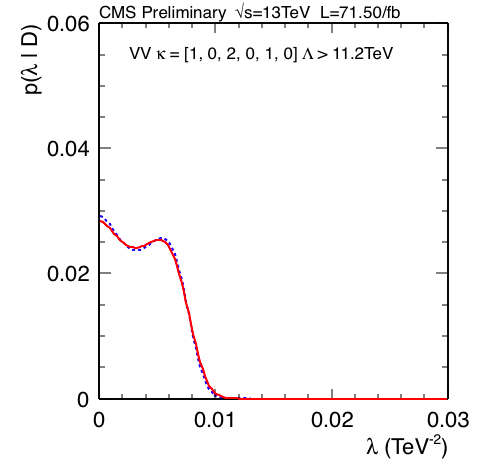 CMS Preliminary √s=13TeV L=71.50/fb
p(λ | D)
VV κ = [1, 0, 2, 0, 1, 0] Λ > 11.2TeV
0.06
0.04
0.02
0
0 0.01 0.02 0.03
λ (TeV⁻²)